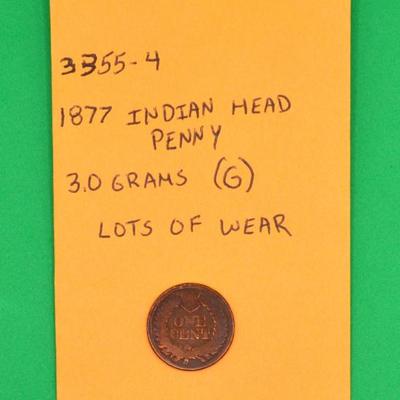 3355-4
1877 INDIAN HEAD
PENNY
3.0 GRAMS (G)
LOTS OF WEAR
ONE
CENT